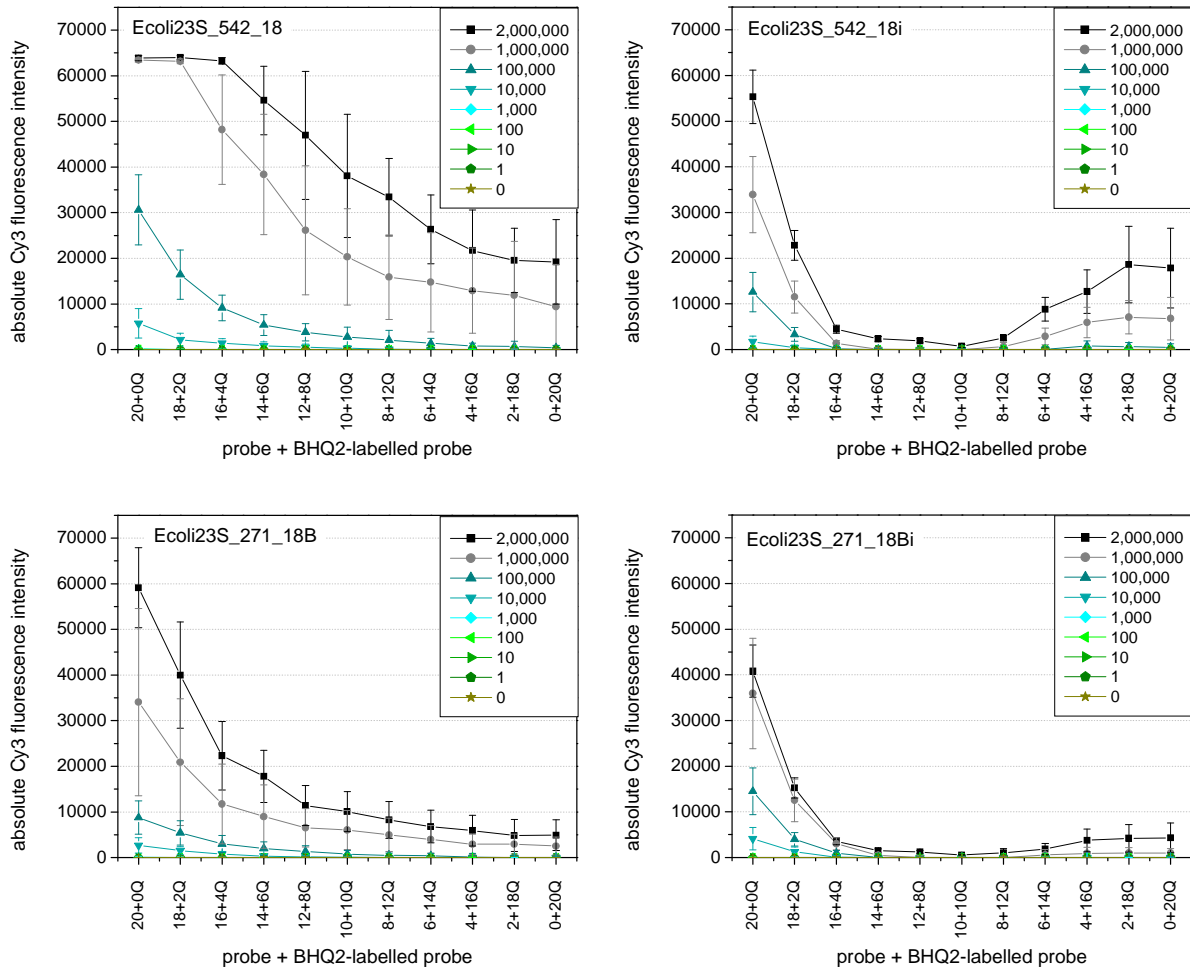 Ecoli23S_542_18
absolute Cy3 fluorescence intensity
70000
60000
50000
40000
30000
20000
10000
0
2,000,000
1,000,000
100,000
10,000
1,000
100
10
1
0
20+0Q
18+2Q
16+4Q
14+6Q
12+8Q
10+10Q
8+12Q
6+14Q
4+16Q
2+18Q
0+20Q
probe + BHQ2-labelled probe
Ecoli23S_542_18i
absolute Cy3 fluorescence intensity
70000
60000
50000
40000
30000
20000
10000
0
2,000,000
1,000,000
100,000
10,000
1,000
100
10
1
0
20+0Q
18+2Q
16+4Q
14+6Q
12+8Q
10+10Q
8+12Q
6+14Q
4+16Q
2+18Q
0+20Q
probe + BHQ2-labelled probe
Ecoli23S_271_18B
absolute Cy3 fluorescence intensity
70000
60000
50000
40000
30000
20000
10000
0
2,000,000
1,000,000
100,000
10,000
1,000
100
10
1
0
20+0Q
18+2Q
16+4Q
14+6Q
12+8Q
10+10Q
8+12Q
6+14Q
4+16Q
2+18Q
0+20Q
probe + BHQ2-labelled probe
Ecoli23S_271_18Bi
absolute Cy3 fluorescence intensity
70000
60000
50000
40000
30000
20000
10000
0
2,000,000
1,000,000
100,000
10,000
1,000
100
10
1
0
20+0Q
18+2Q
16+4Q
14+6Q
12+8Q
10+10Q
8+12Q
6+14Q
4+16Q
2+18Q
0+20Q
probe + BHQ2-labelled probe